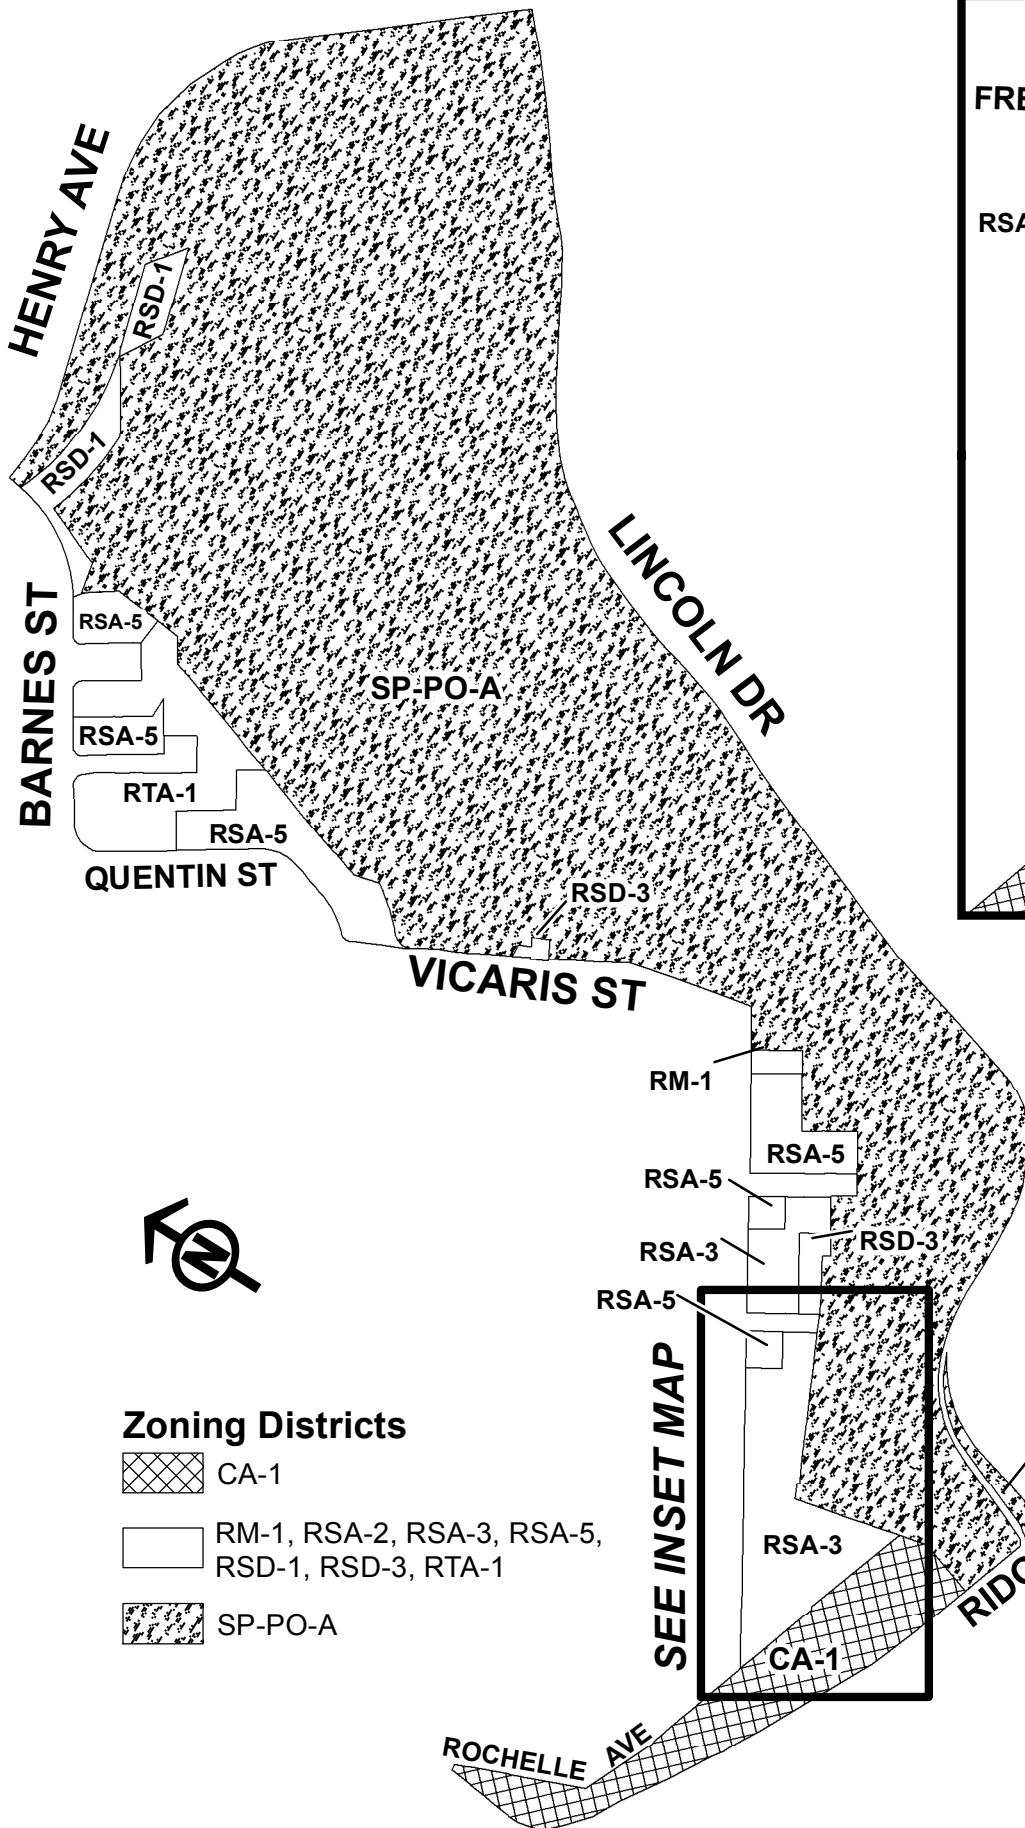 HENRY AVE
FRE
RSA
RSD-1
RSD-1
LINCOLN DR
BARNES ST
RSA-5
SP-PO-A
RSA-5
RTA-1
RSA-5
QUENTIN ST
RSD-3
VICARIS ST
RM-1
RSA-5
RSA-5
N
RSA-3
RSD-3
RSA-5
SEE INSET MAP
Zoning Districts
CA-1
RM-1, RSA-2, RSA-3, RSA-5,
RSD-1, RSD-3, RTA-1
SP-PO-A
RSA-3
RIDG
CA-1
ROCHELLE AVE